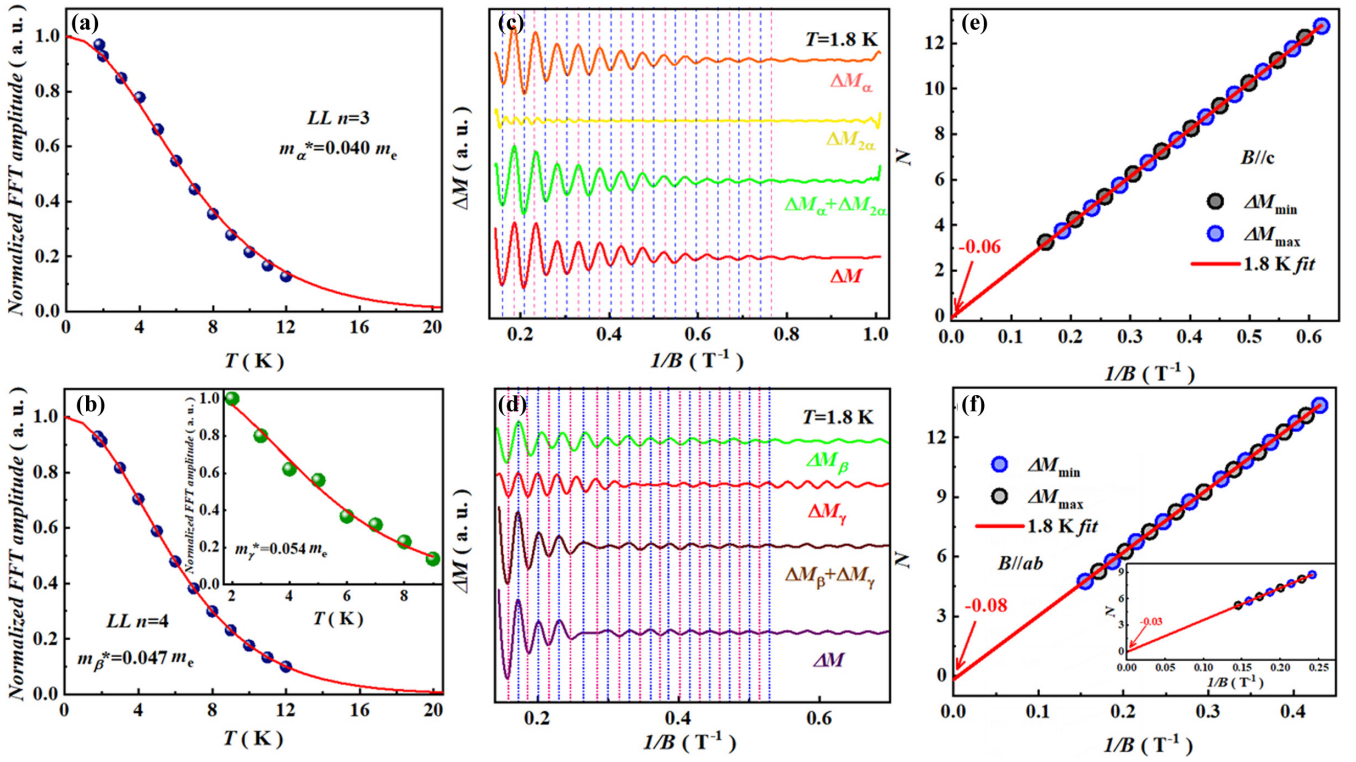 (a)
Normalized FFT amplitude ( a. u. )
1.0
0.8
0.6
0.4
0.2
0.0
LL n=3
mα*=0.040 me
0 4 8 12 16 20
T ( K )
(c)
T=1.8 K
ΔMα
ΔM2α
ΔMα+ΔM2α
ΔM
ΔM ( a. u. )
0.2 0.4 0.6 0.8 1.0
1/B ( T-1 )
(e)
12
10
8
6
4
2
0
N
B//c
ΔMmin
ΔMmax
1.8 K fit
-0.06
0.0 0.1 0.2 0.3 0.4 0.5 0.6
1/B ( T-1 )
(b)
Normalized FFT amplitude ( a. u. )
1.0
0.8
0.6
0.4
0.2
0.0
LL n=4
mβ*=0.047 me
0 4 8 12 16 20
T ( K )
Normalized FFT amplitude ( a. u. )
1.0
0.8
0.6
0.4
0.2
0.0
mγ*=0.054 me
2 4 6 8
T ( K )
(d)
T=1.8 K
ΔMβ
ΔMγ
ΔMβ+ΔMγ
ΔM
ΔM ( a. u. )
0.2 0.4 0.6
1/B ( T-1 )
(f)
12
9
6
3
0
N
ΔMmin
ΔMmax
1.8 K fit
B//ab
-0.08
0.0 0.1 0.2 0.3 0.4
1/B ( T-1 )
9
6
3
0
N
-0.03
0.00 0.05 0.10 0.15 0.20 0.25
1/B ( T-1 )